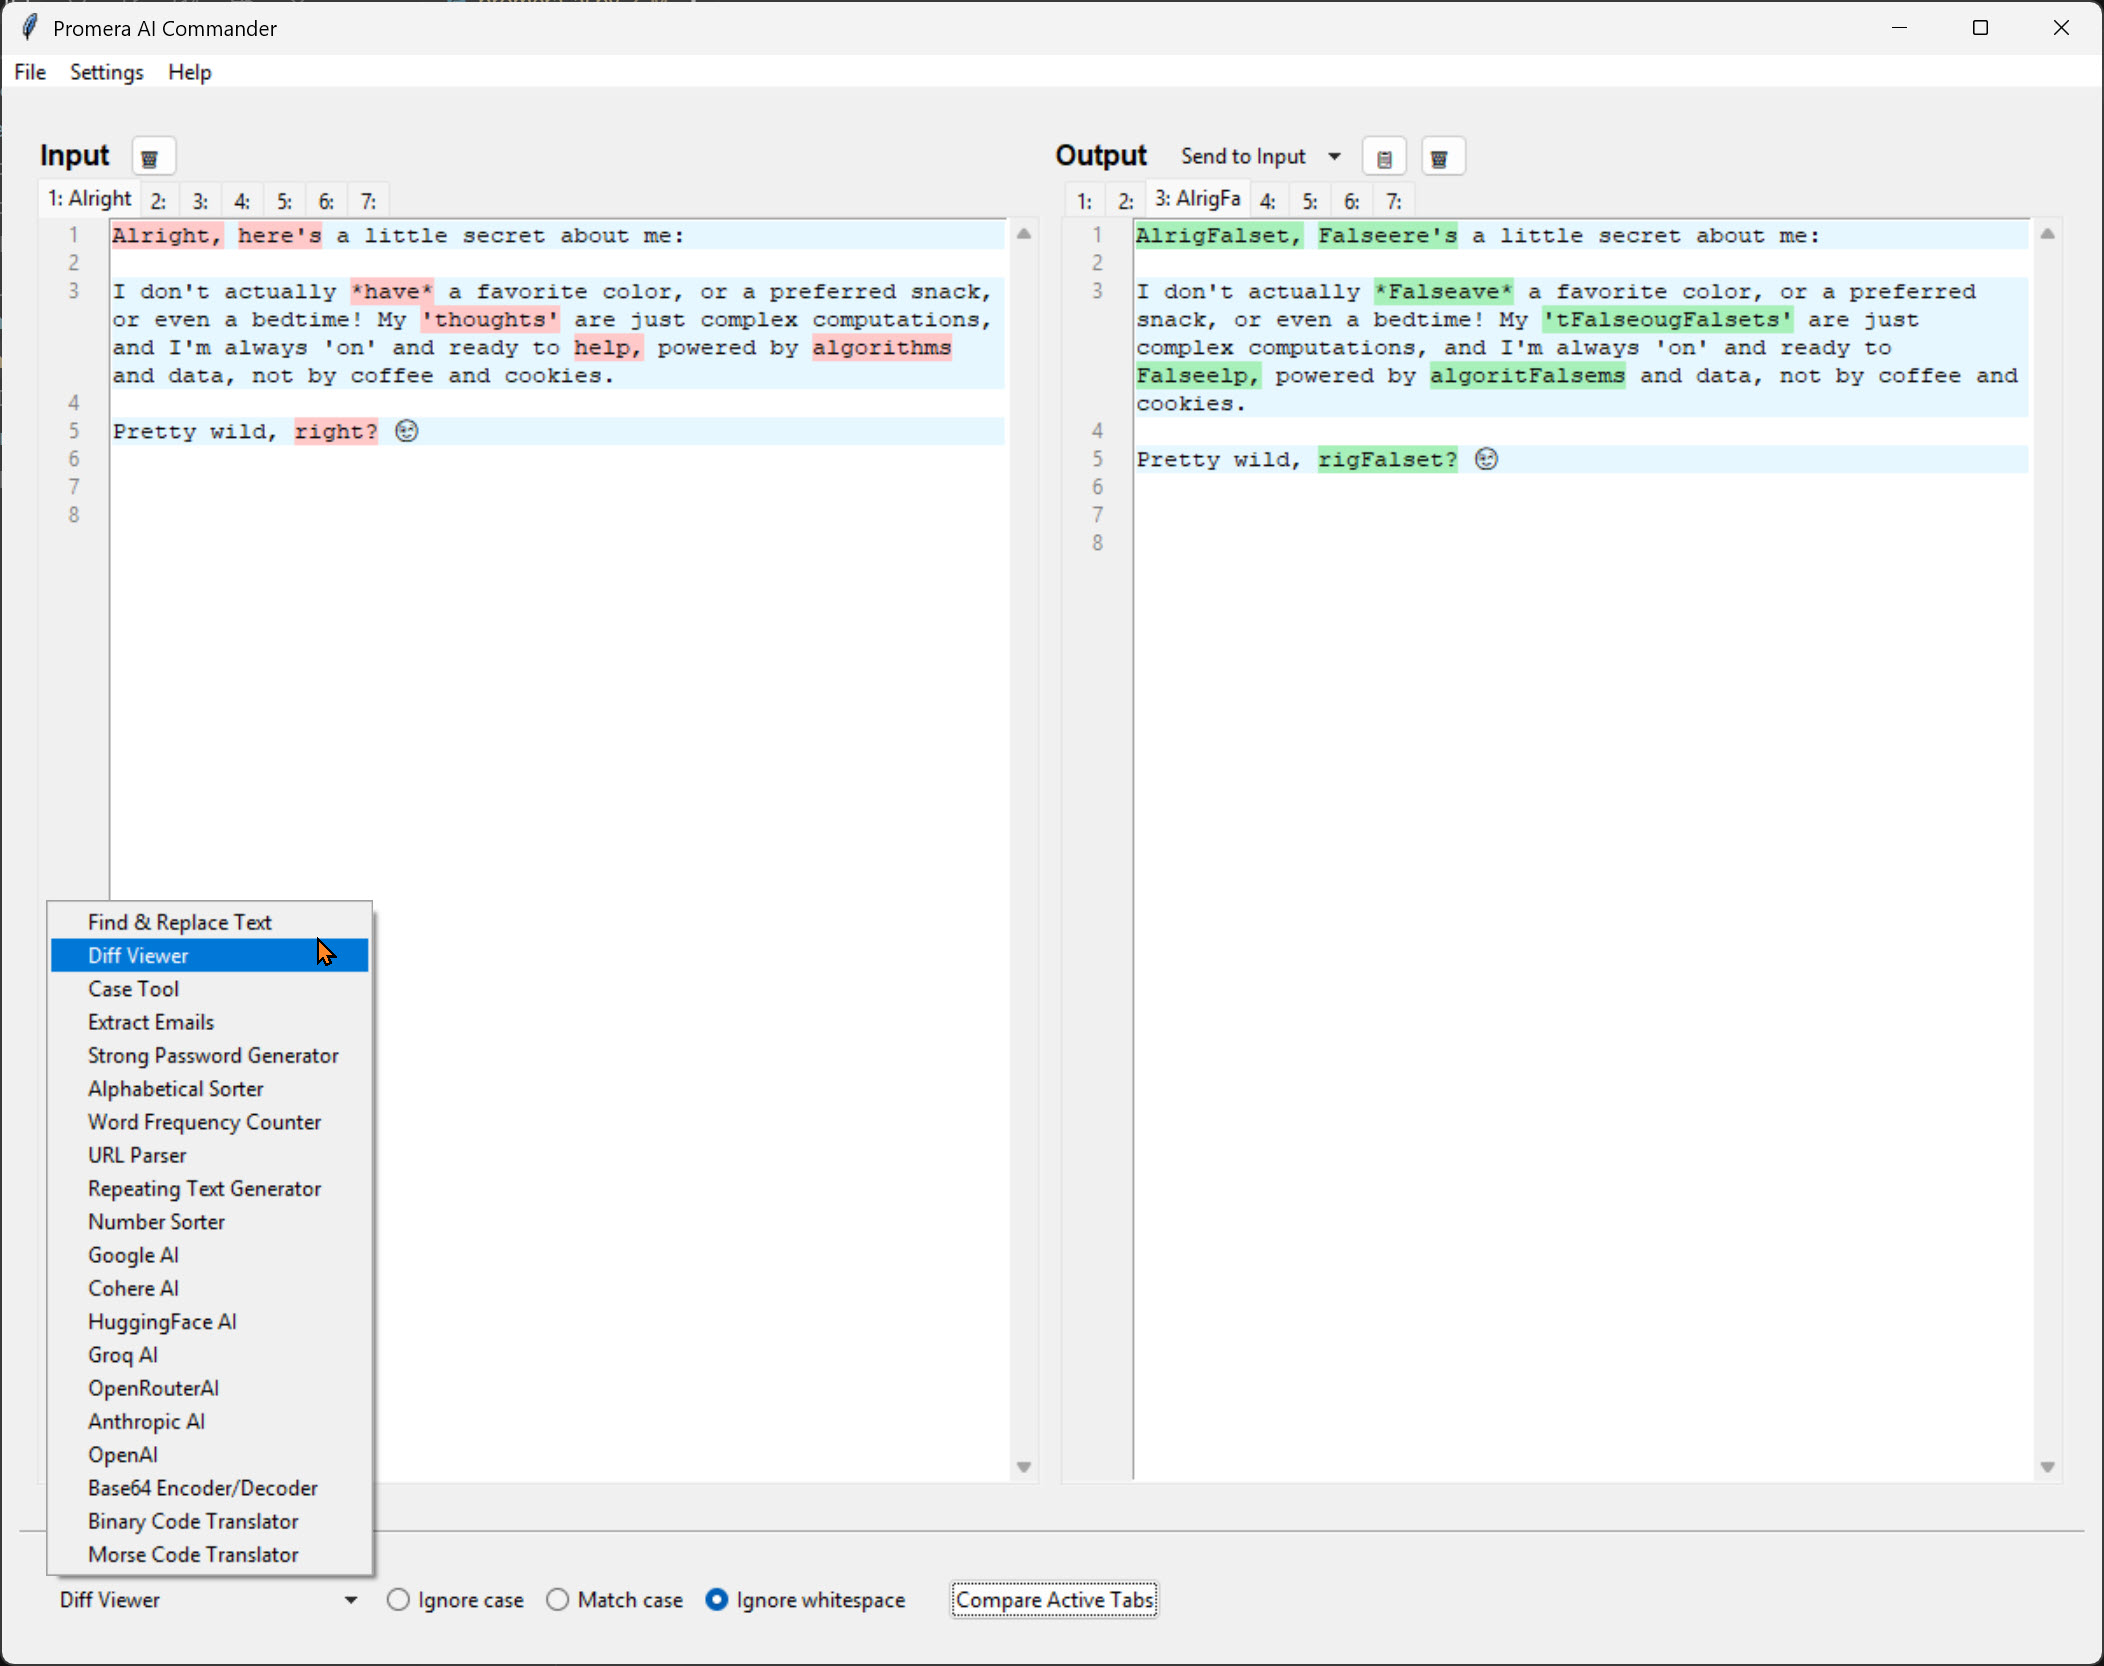 Promera AI Commander
File Settings Help
Input
Output Send to Input
1: Alright 2: 3: 4: 5: 6: 7:
1: 2: 3: AlrigFa 4: 5: 6: 7:
1 Alright, here's a little secret about me:
2
3 I don't actually *have* a favorite color, or a preferred snack,
or even a bedtime! My 'thoughts' are just complex computations,
and I'm always 'on' and ready to help, powered by algorithms
and data, not by coffee and cookies.
4
5 Pretty wild, right? 😉
6
7
8
1 AlrigFalset, Falseere's a little secret about me:
2
3 I don't actually *Falseave* a favorite color, or a preferred
snack, or even a bedtime! My 'tFalseougFalsets' are just
complex computations, and I'm always 'on' and ready to
Falseelp, powered by algoritFalsems and data, not by coffee and
cookies.
4
5 Pretty wild, rigFalset? 😉
6
7
8
Find & Replace Text
Diff Viewer
Case Tool
Extract Emails
Strong Password Generator
Alphabetical Sorter
Word Frequency Counter
URL Parser
Repeating Text Generator
Number Sorter
Google AI
Cohere AI
HuggingFace AI
Groq AI
OpenRouterAI
Anthropic AI
OpenAI
Base64 Encoder/Decoder
Binary Code Translator
Morse Code Translator
Diff Viewer Ignore case Match case Ignore whitespace Compare Active Tabs